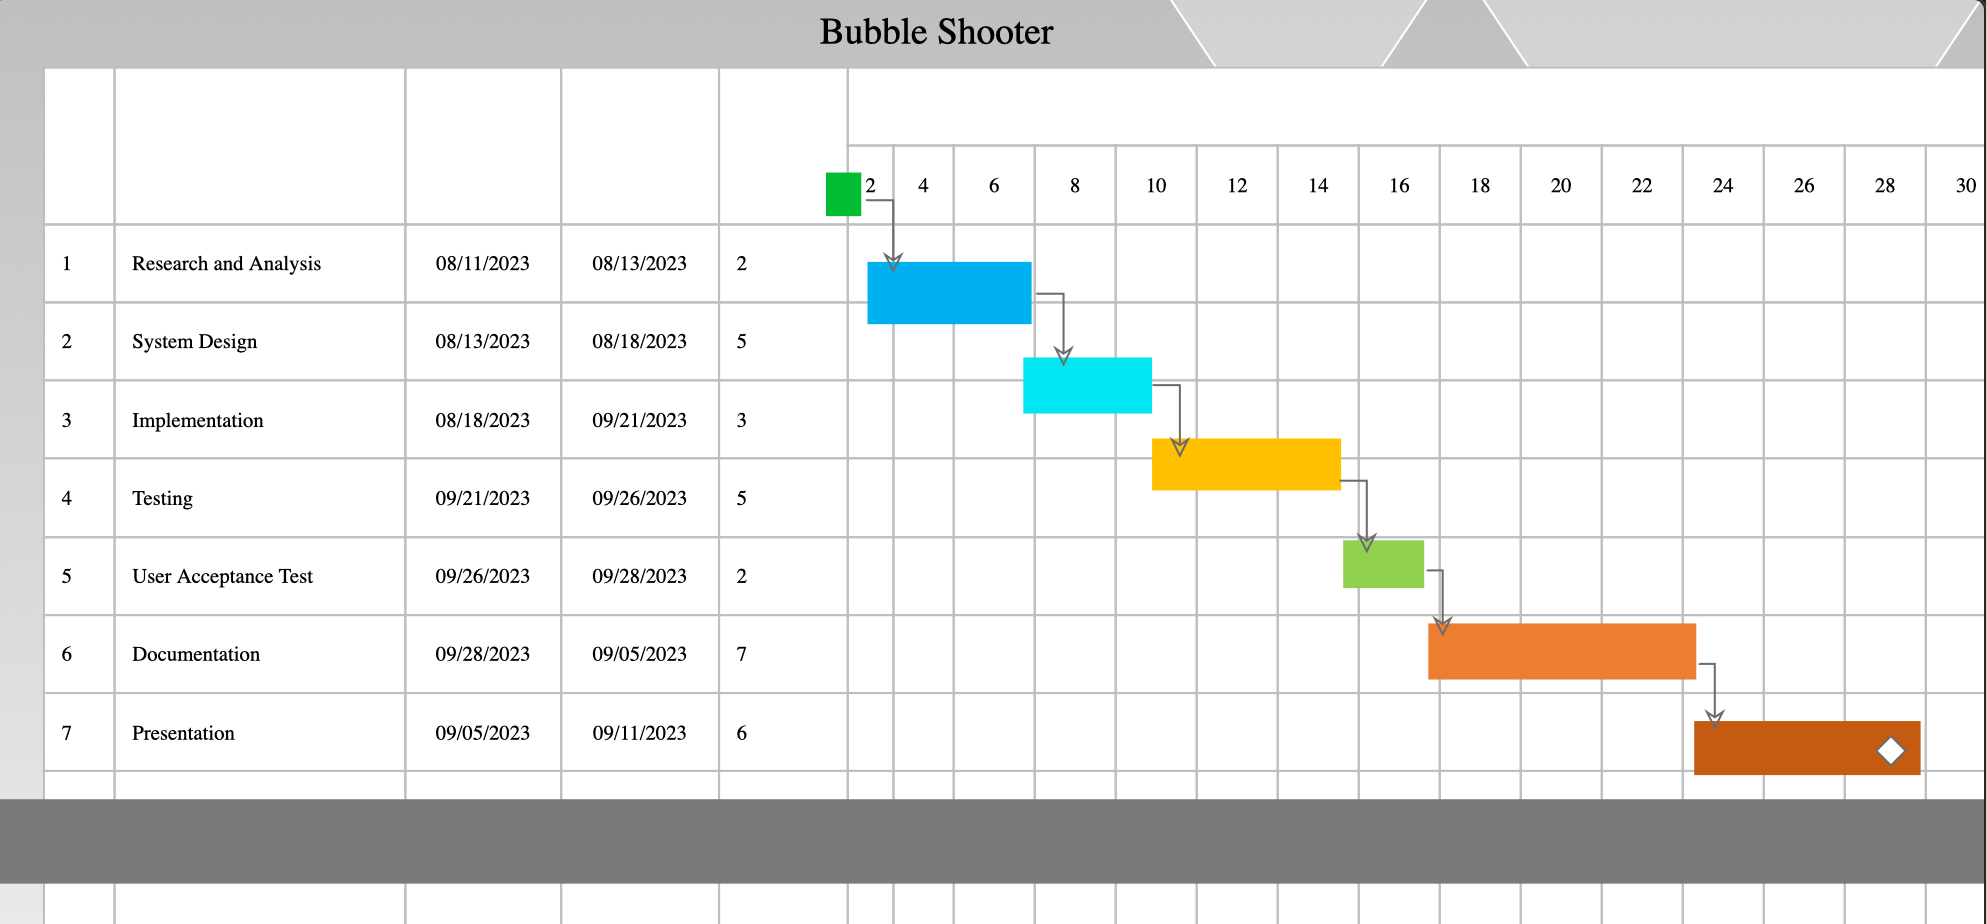 Bubble Shooter
2 4 6 8 10 12 14 16 18 20 22 24 26 28 30
1 Research and Analysis 08/11/2023 08/13/2023 2
2 System Design 08/13/2023 08/18/2023 5
3 Implementation 08/18/2023 09/21/2023 3
4 Testing 09/21/2023 09/26/2023 5
5 User Acceptance Test 09/26/2023 09/28/2023 2
6 Documentation 09/28/2023 09/05/2023 7
7 Presentation 09/05/2023 09/11/2023 6